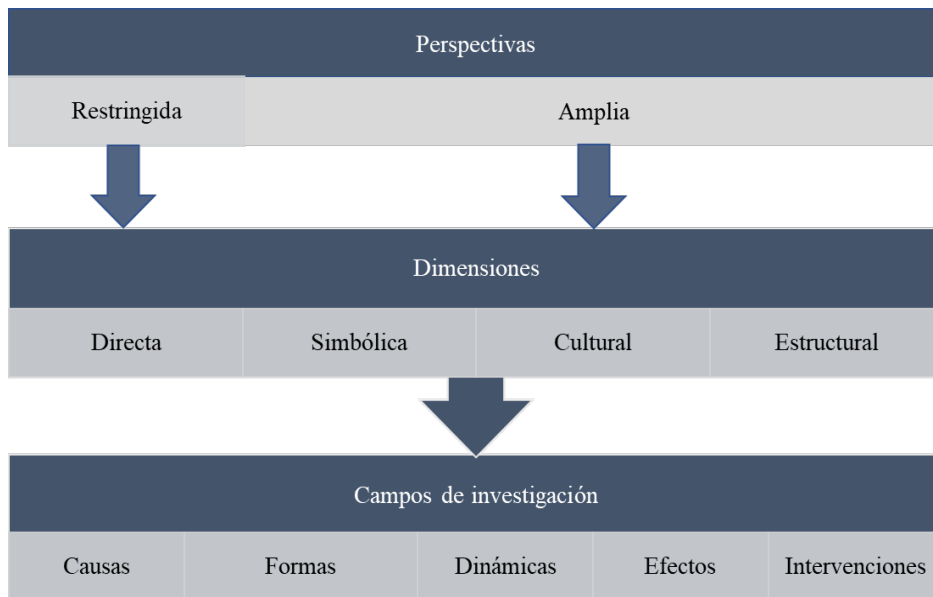 Perspectivas
Restringida Amplia
Dimensiones
Directa Simbólica Cultural Estructural
Campos de investigación
Causas Formas Dinámicas Efectos Intervenciones